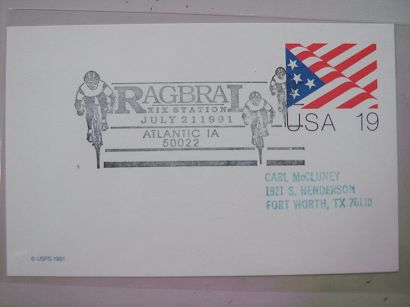 RAGBRAI
XIX STATION
JULY 21 1991
ATLANTIC IA
50022
USA 19
CARL McCLUNEY
1921 S. HENDERSON
FORT WORTH, TX 76110
© USPS 1991